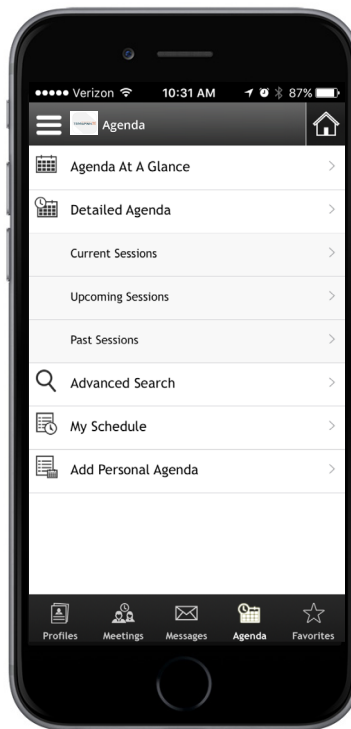 Verizon 10:31 AM 87%
Agenda
Agenda At A Glance
Detailed Agenda
Current Sessions
Upcoming Sessions
Past Sessions
Advanced Search
My Schedule
Add Personal Agenda
Profiles Meetings Messages Agenda Favorites